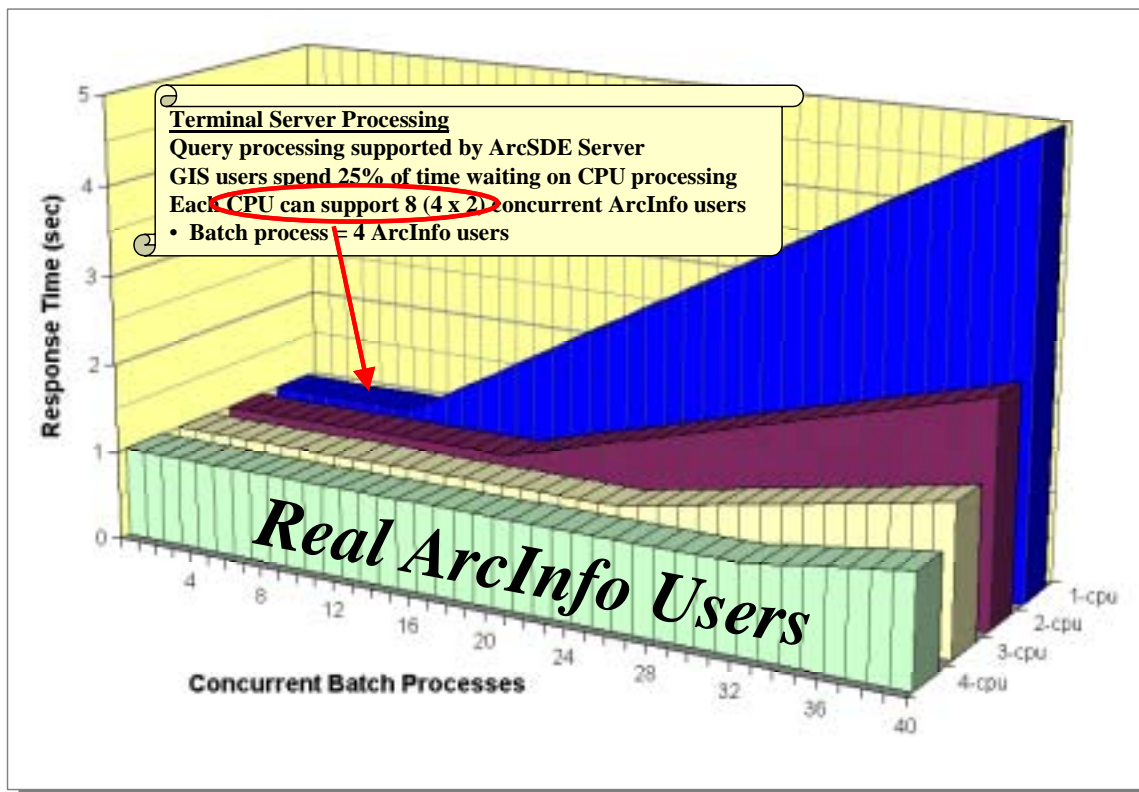 5
4
3
2
1
0
Response Time (sec)
Terminal Server Processing
Query processing supported by ArcSDE Server
GIS users spend 25% of time waiting on CPU processing
Each CPU can support 8 (4 x 2) concurrent ArcInfo users
• Batch process = 4 ArcInfo users
Real ArcInfo Users
4
8
12
16
20
24
28
32
36
40
Concurrent Batch Processes
1-cpu
2-cpu
3-cpu
4-cpu